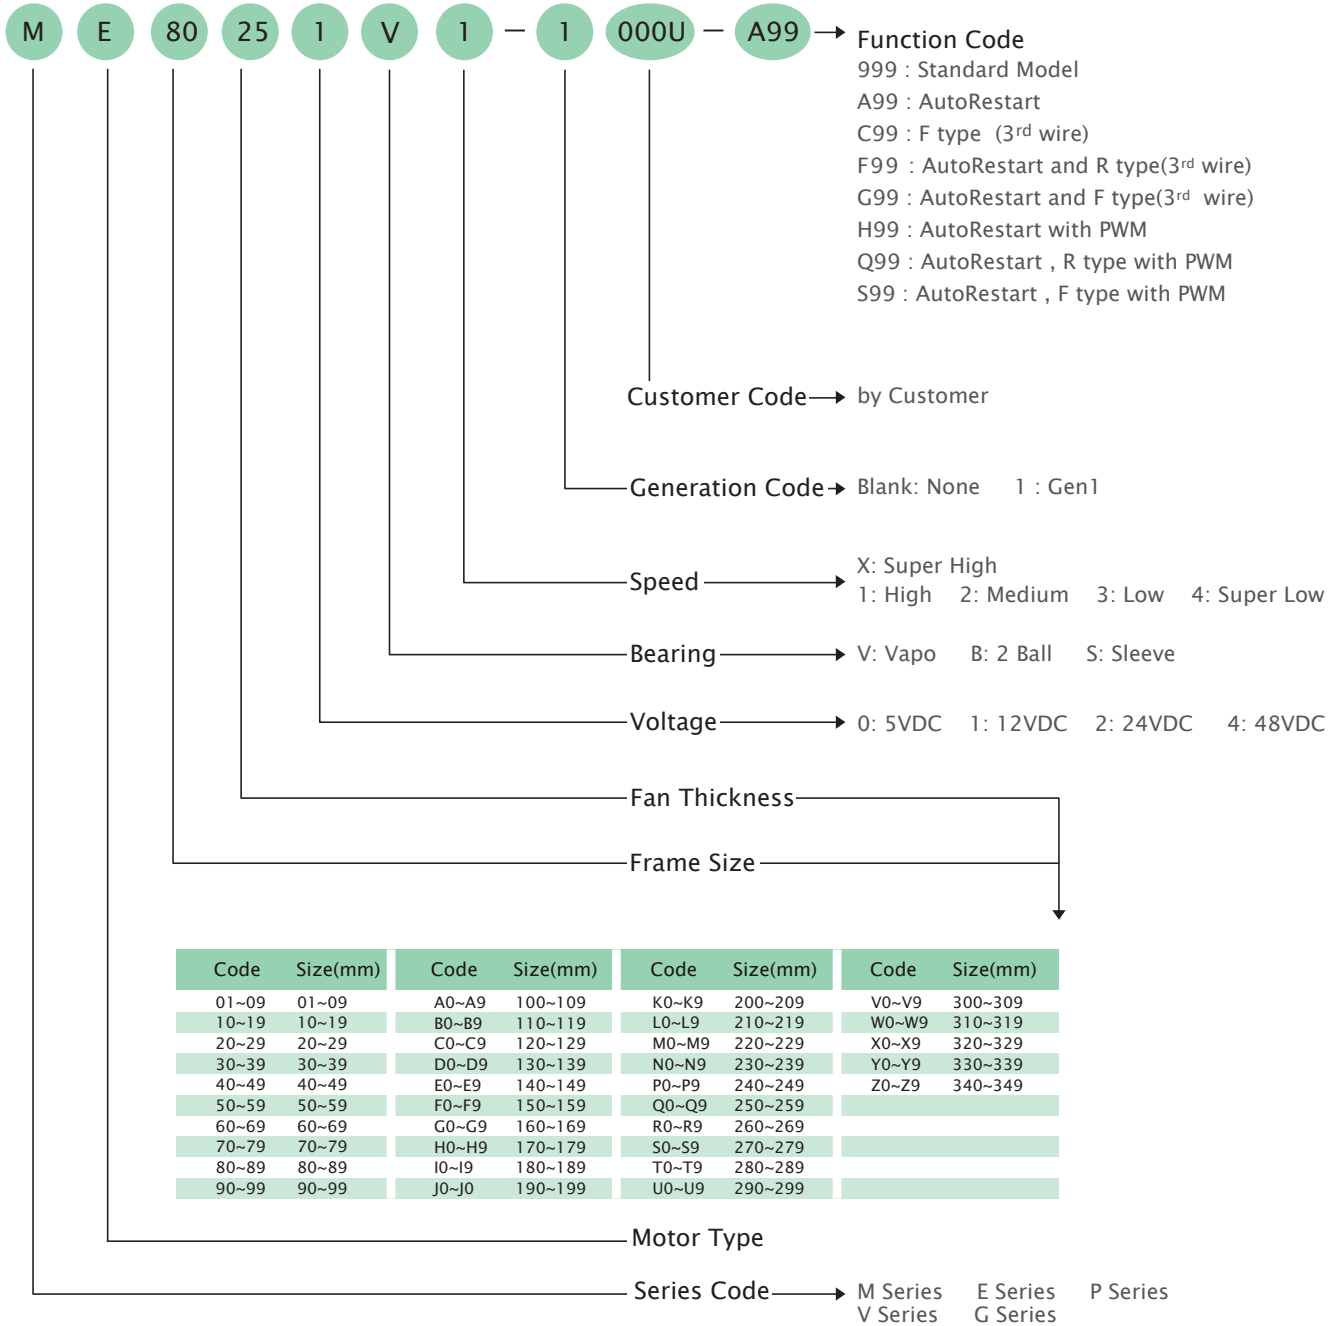 M E 80 25 1 V 1 - 1 000U - A99
Function Code
999 : Standard Model
A99 : AutoRestart
C99 : F type (3rd wire)
F99 : AutoRestart and R type(3rd wire)
G99 : AutoRestart and F type(3rd wire)
H99 : AutoRestart with PWM
Q99 : AutoRestart , R type with PWM
S99 : AutoRestart , F type with PWM
Customer Code by Customer
Generation Code Blank: None 1 : Gen1
Speed
X: Super High
1: High 2: Medium 3: Low 4: Super Low
Bearing V: Vapo B: 2 Ball S: Sleeve
Voltage 0: 5VDC 1: 12VDC 2: 24VDC 4: 48VDC
Fan Thickness
Frame Size
Code Size(mm) Code Size(mm) Code Size(mm) Code Size(mm)
01~09 01~09 A0~A9 100~109 K0~K9 200~209 V0~V9 300~309
10~19 10~19 B0~B9 110~119 L0~L9 210~219 W0~W9 310~319
20~29 20~29 C0~C9 120~129 M0~M9 220~229 X0~X9 320~329
30~39 30~39 D0~D9 130~139 N0~N9 230~239 Y0~Y9 330~339
40~49 40~49 E0~E9 140~149 P0~P9 240~249 Z0~Z9 340~349
50~59 50~59 F0~F9 150~159 Q0~Q9 250~259
60~69 60~69 G0~G9 160~169 R0~R9 260~269
70~79 70~79 H0~H9 170~179 S0~S9 270~279
80~89 80~89 I0~I9 180~189 T0~T9 280~289
90~99 90~99 J0~J0 190~199 U0~U9 290~299
Motor Type
Series Code M Series E Series P Series
V Series G Series